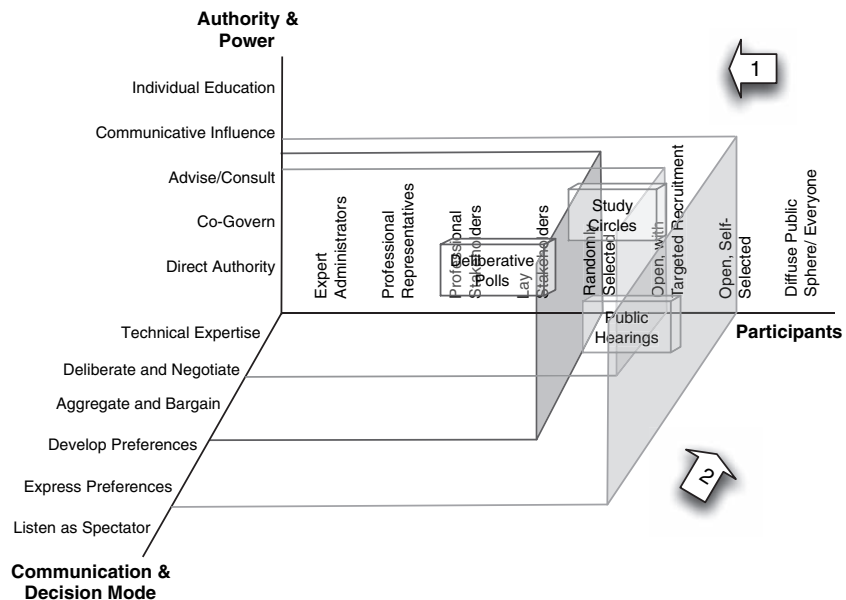 Authority &
Power
Individual Education
Communicative Influence
Advise/Consult
Co-Govern
Direct Authority
Expert
Administrators
Professional
Representatives
Professional
Stakeholders
Lay
Stakeholders
Randomly
Selected
Open, with
Targeted Recruitment
Open, Self-
Selected
Diffuse Public
Sphere/ Everyone
Deliberative
Polls
Study
Circles
Public
Hearings
1
2
Participants
Technical Expertise
Deliberate and Negotiate
Aggregate and Bargain
Develop Preferences
Express Preferences
Listen as Spectator
Communication &
Decision Mode